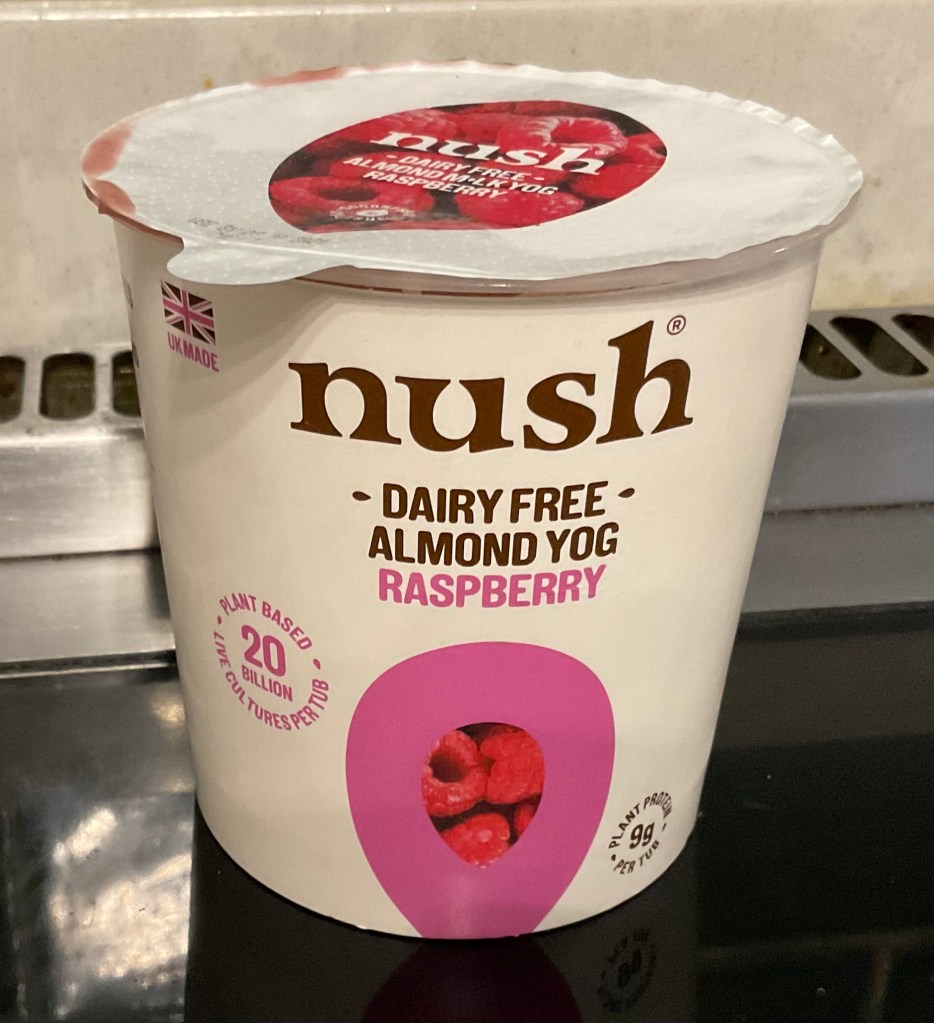 nush
- DAIRY FREE -
ALMOND M*LK YOG
RASPBERRY
UK MADE
nush®
• DAIRY FREE •
ALMOND YOG
RASPBERRY
• PLANT BASED •
20
BILLION
LIVE CULTURES PER TUB
• PLANT PROTEIN •
9g
PER TUB